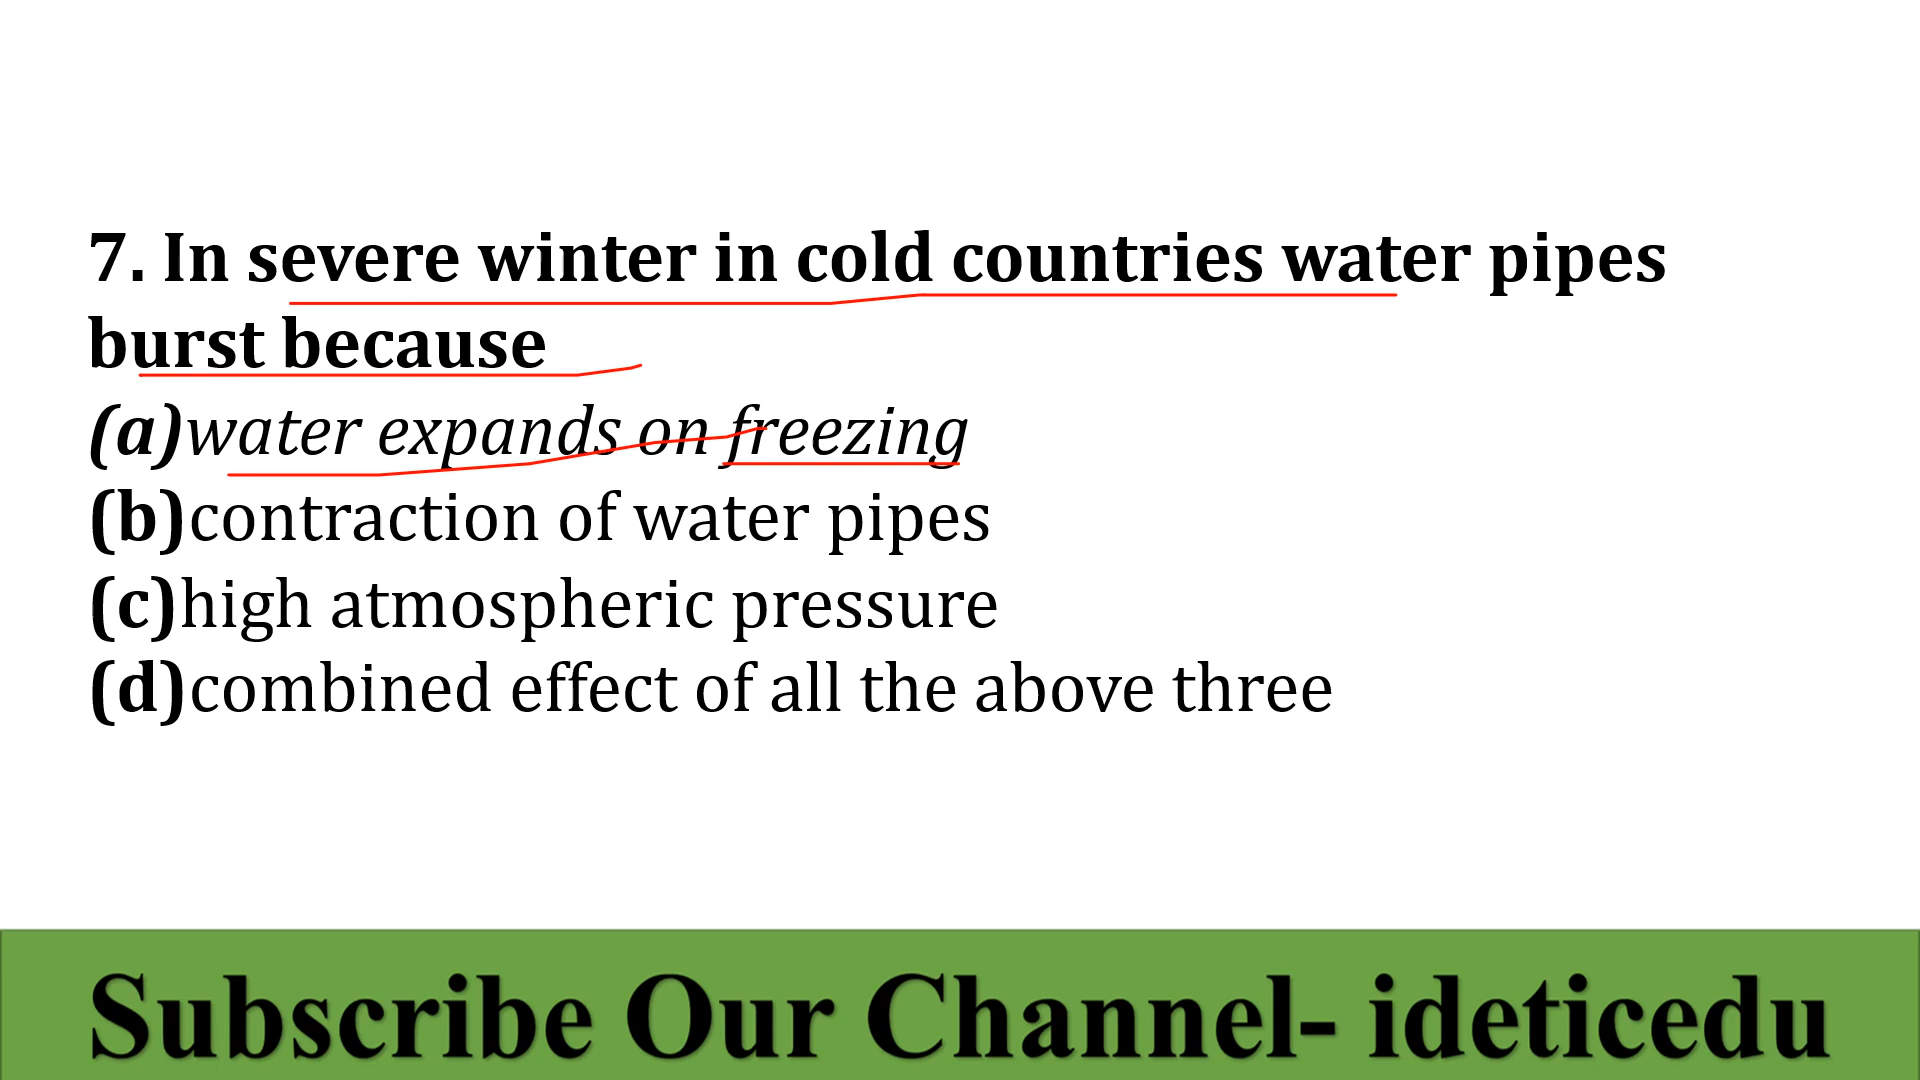 7. In severe winter in cold countries water pipes
burst because
(a)water expands on freezing
(b)contraction of water pipes
(c)high atmospheric pressure
(d)combined effect of all the above three
Subscribe Our Channel- ideticedu